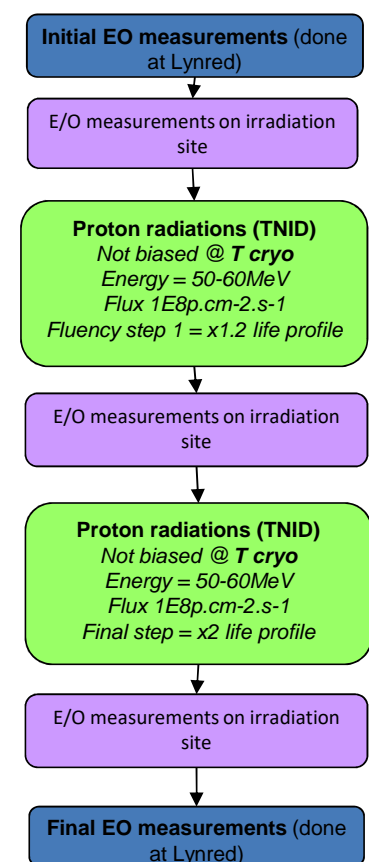 Initial EO measurements (done
at Lynred)
E/O measurements on irradiation
site
Proton radiations (TNID)
Not biased @ T cryo
Energy = 50-60MeV
Flux 1E8p.cm-2.s-1
Fluency step 1 = x1.2 life profile
E/O measurements on irradiation
site
Proton radiations (TNID)
Not biased @ T cryo
Energy = 50-60MeV
Flux 1E8p.cm-2.s-1
Final step = x2 life profile
E/O measurements on irradiation
site
Final EO measurements (done
at Lynred)